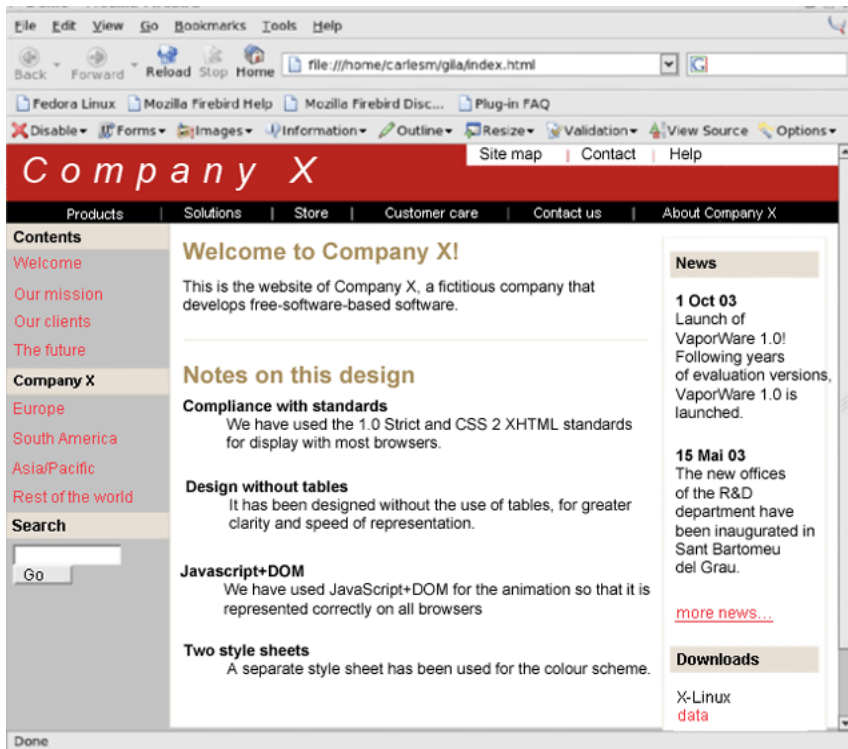 File Edit View Go Bookmarks Tools Help
Back Forward Reload Stop Home file:///home/carlesm/gila/index.html G
Fedora Linux Mozilla Firebird Help Mozilla Firebird Disc... Plug-in FAQ
Disable Forms Images Information Outline Resize Validation View Source Options
Site map | Contact | Help
Company X
Products | Solutions | Store | Customer care | Contact us | About Company X
Contents
Welcome
Our mission
Our clients
The future
Company X
Europe
South America
Asia/Pacific
Rest of the world
Search
Go
Welcome to Company X!
This is the website of Company X, a fictitious company that
develops free-software-based software.
Notes on this design
Compliance with standards
We have used the 1.0 Strict and CSS 2 XHTML standards
for display with most browsers.
Design without tables
It has been designed without the use of tables, for greater
clarity and speed of representation.
Javascript+DOM
We have used JavaScript+DOM for the animation so that it is
represented correctly on all browsers
Two style sheets
A separate style sheet has been used for the colour scheme.
News
1 Oct 03
Launch of
VaporWare 1.0!
Following years
of evaluation versions,
VaporWare 1.0 is
launched.
15 Mai 03
The new offices
of the R&D
department have
been inaugurated in
Sant Bartomeu
del Grau.
more news...
Downloads
X-Linux
data
Done